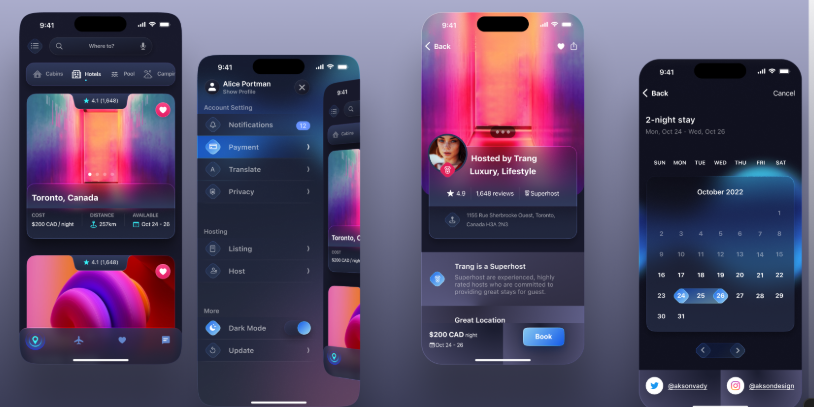 9:41
Where to?
Cabins
Hotels
Pool
Camper
4.1 (1,648)
Toronto, Canada
COST
DISTANCE
AVAILABLE
$200 CAD / night
257km
Oct 24 - 26
4.1 (1,648)
9:41
Alice Portman
Show Profile
Account Setting
Notifications
12
Payment
Translate
Privacy
Hosting
Listing
Host
More
Dark Mode
Update
9:41
Cabins
Toronto, C
COST
$200 CAD / nigh
9:41
Back
Hosted by Trang
Luxury, Lifestyle
4.9
1,648 reviews
Superhost
1150 Rue Sherbrooke Ouest, Toronto,
Canada H3A 2N3
Trang is a Superhost
Superhost are experienced, highly
rated hosts who are committed to
providing great stays for guest.
Great Location
$200 CAD night
Oct 24 - 26
Book
9:41
Back
Cancel
2-night stay
Mon, Oct 24 - Wed, Oct 26
SUN MON TUE WED THU FRI SAT
October 2022
1
2 3 4 5 6 7 8
9 10 11 12 13 14 15
16 17 18 19 20 21 22
23 24 25 26 27 28 29
30 31
@aksonvady
@aksondesign